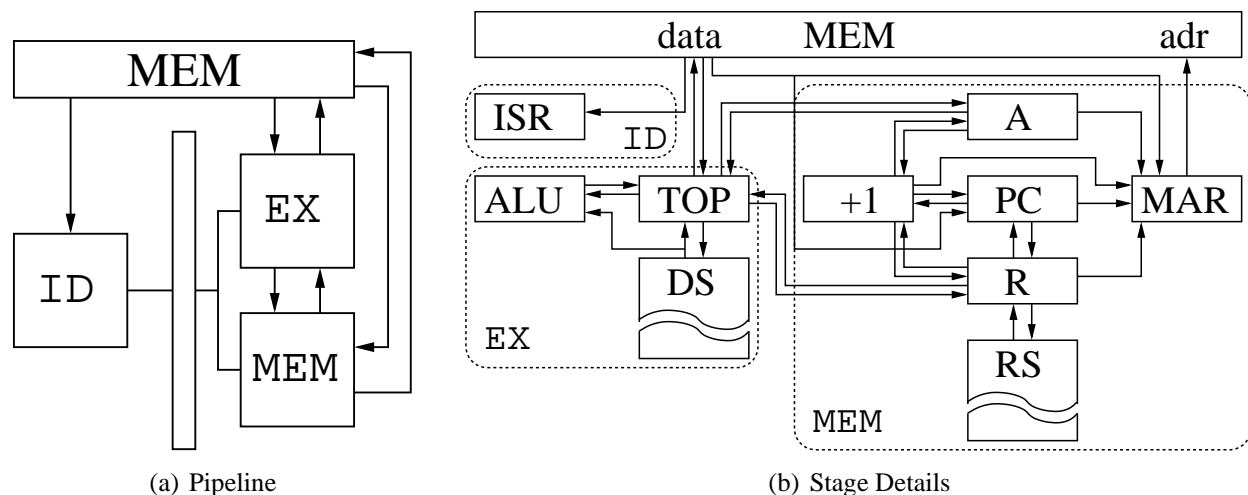 MEM
EX
ID
MEM
(a) Pipeline
data MEM adr
ISR
ID
A
ALU TOP +1 PC MAR
DS R
EX
RS
MEM
(b) Stage Details